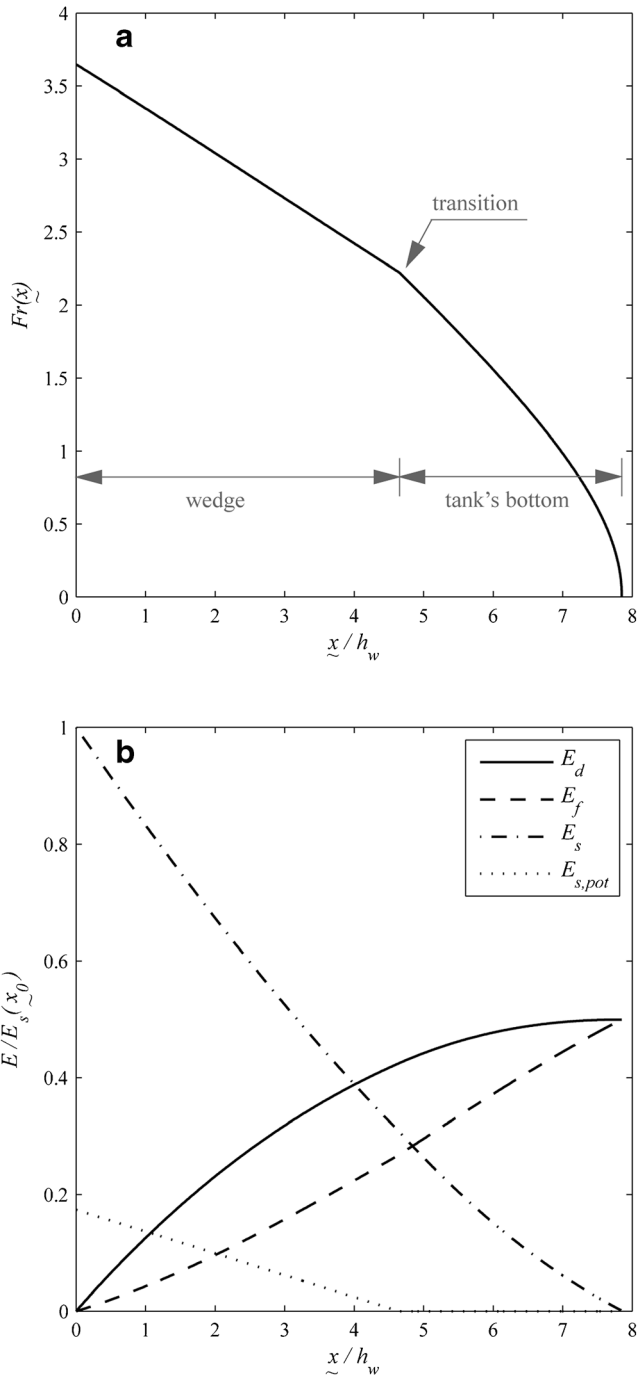 a
4
3.5
3
2.5
2
1.5
1
0.5
0
Fr(x)
~
transition
wedge
tank's bottom
0 1 2 3 4 5 6 7 8
x / h_w
~
b
1
0.8
0.6
0.4
0.2
0
E/E_s(x_0)
~
E_d
E_f
E_s
E_s,pot
0 1 2 3 4 5 6 7 8
x / h_w
~